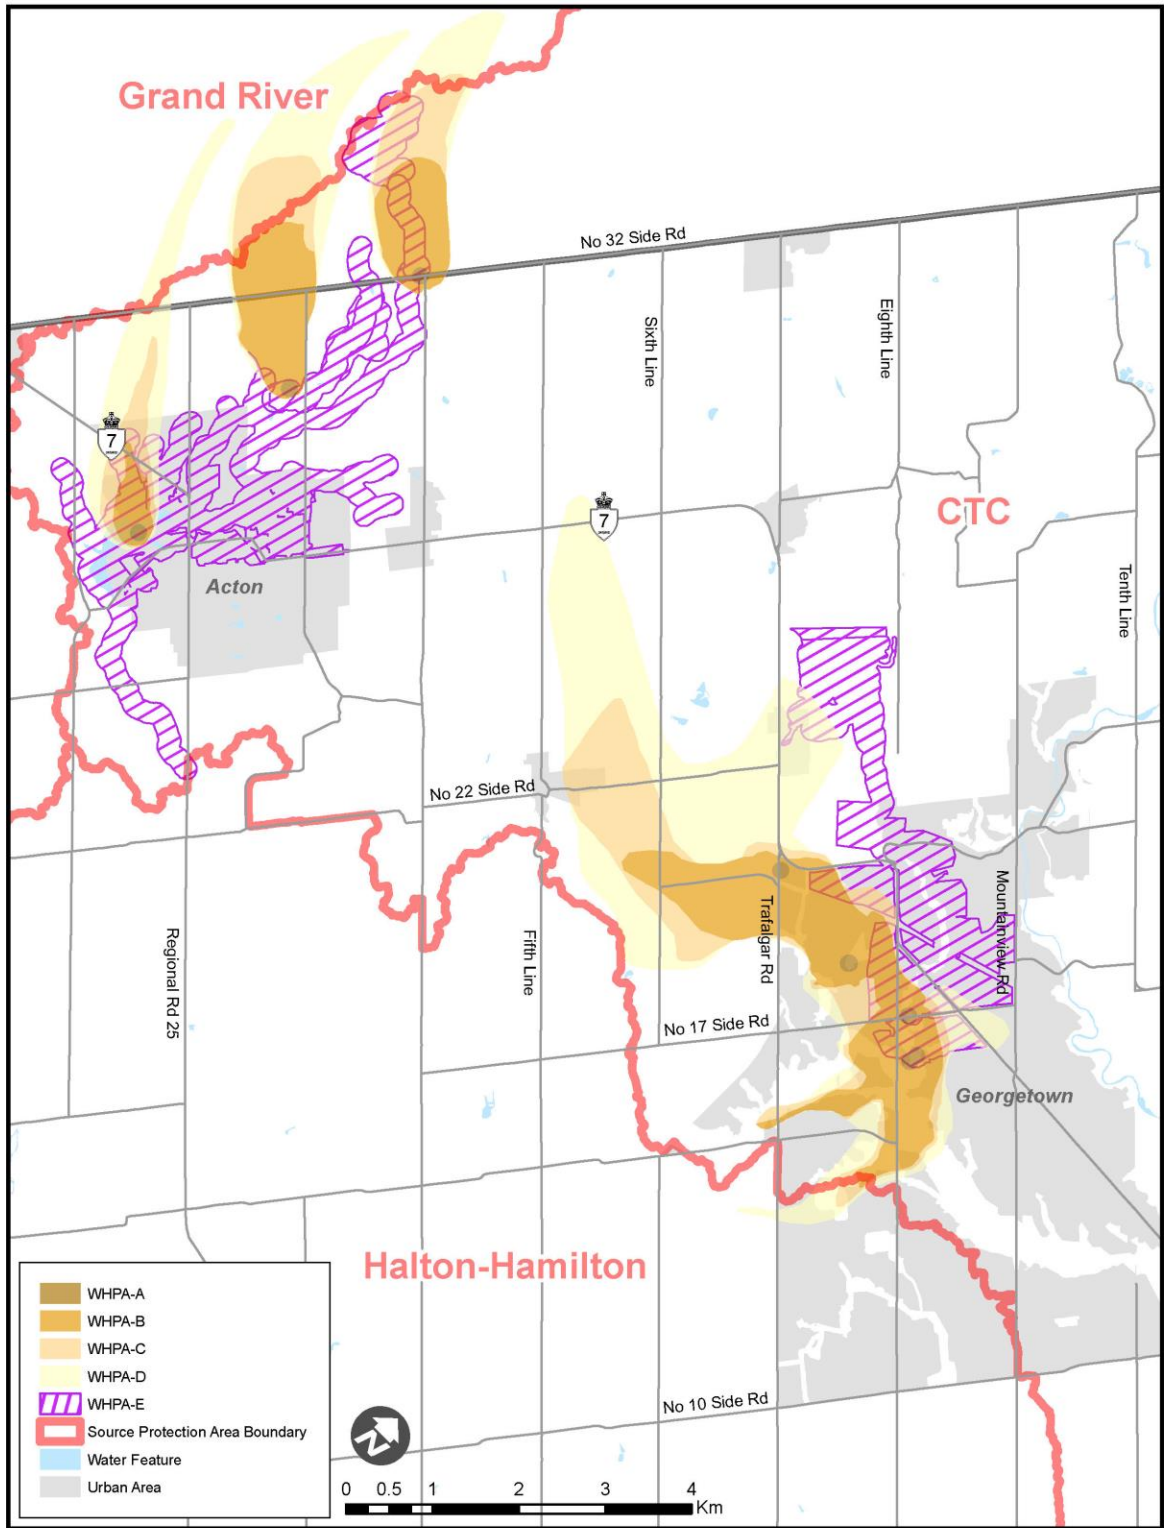 Grand River
No 32 Side Rd
Sixth Line
Eighth Line
7
7
CTC
Acton
Tenth Line
No 22 Side Rd
Regional Rd 25
Fifth Line
Trafalgar Rd
Mountainview Rd
No 17 Side Rd
Georgetown
Halton-Hamilton
No 10 Side Rd
WHPA-A
WHPA-B
WHPA-C
WHPA-D
WHPA-E
Source Protection Area Boundary
Water Feature
Urban Area
N
0 0.5 1 2 3 4
Km